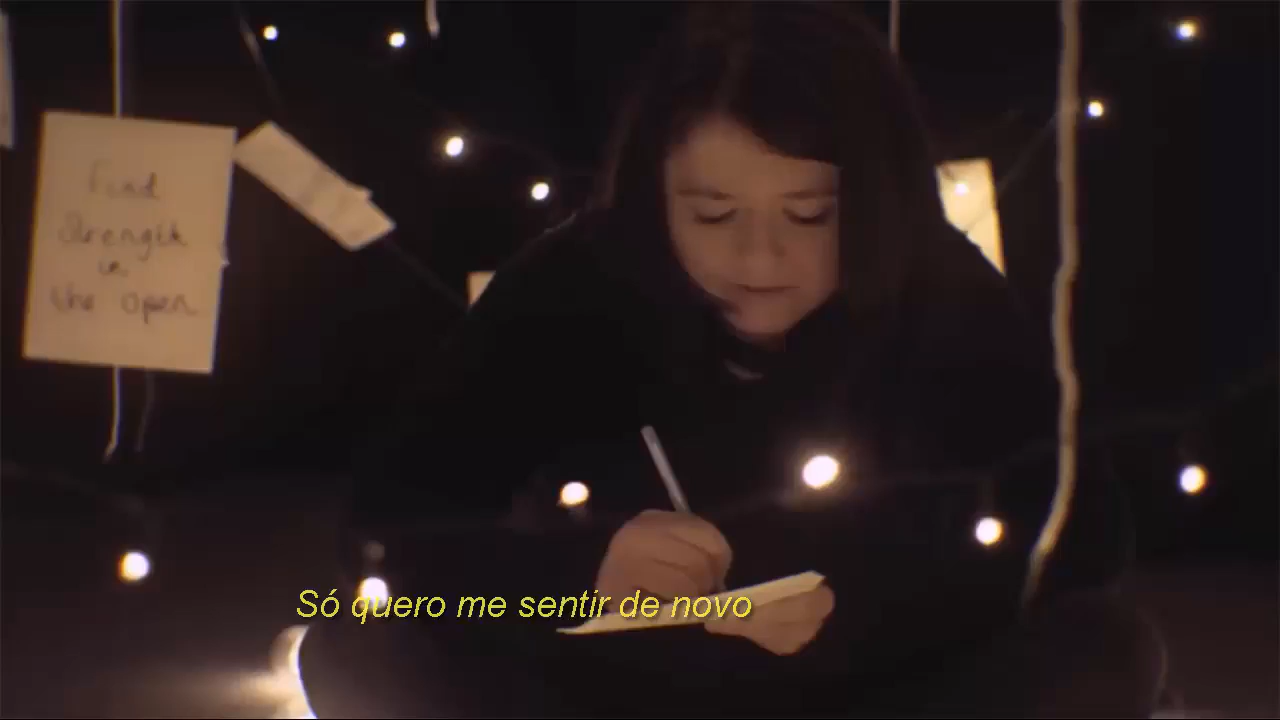 Find
Strength
in
the open
Só quero me sentir de novo